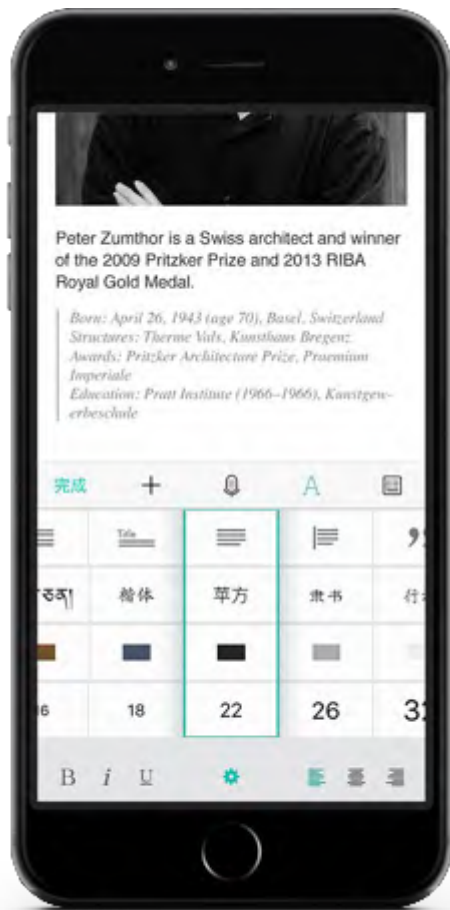 Peter Zumthor is a Swiss architect and winner
of the 2009 Pritzker Prize and 2013 RIBA
Royal Gold Medal.
Born: April 26, 1943 (age 70), Basel, Switzerland
Structures: Therme Vals, Kunsthaus Bregenz
Awards: Pritzker Architecture Prize, Praemium
Imperiale
Education: Pratt Institute (1966–1966), Kunstgew-
erbeschule
完成 A
Title
楷体 苹方 隶书 行
18 22 26
B i U